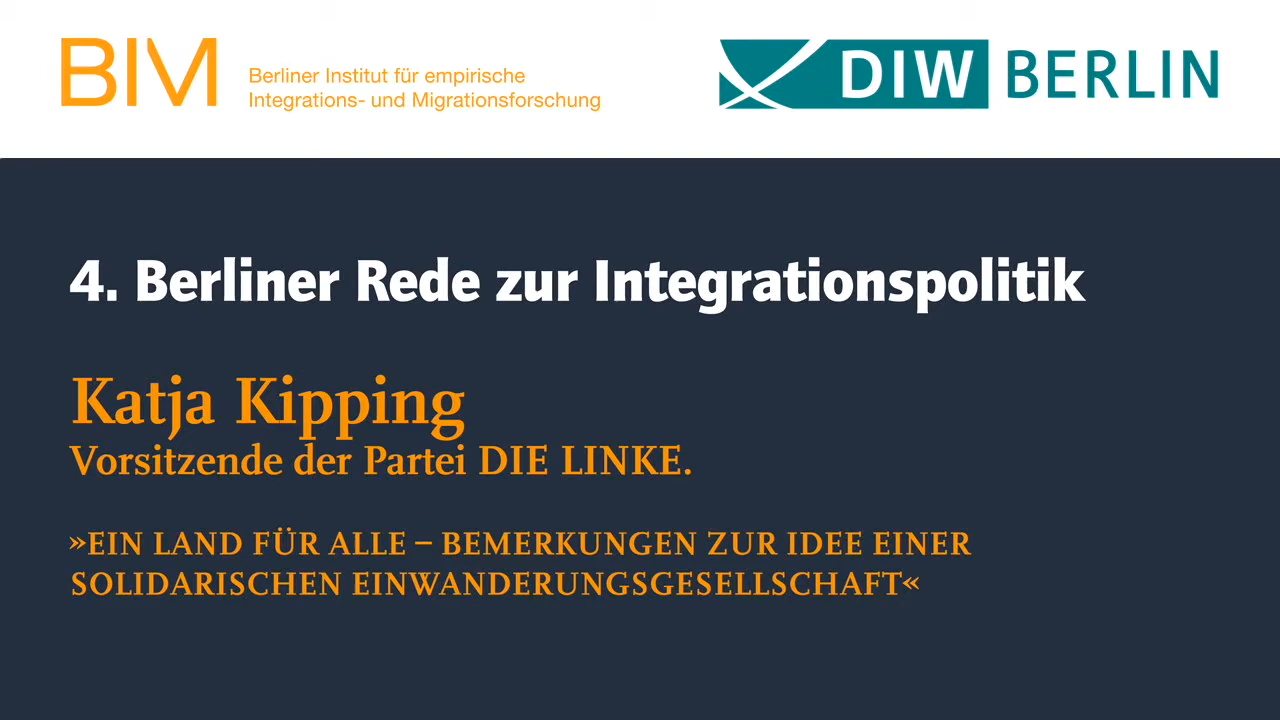 BIM
Berliner Institut für empirische
Integrations- und Migrationsforschung
DIW BERLIN
4. Berliner Rede zur Integrationspolitik
Katja Kipping
Vorsitzende der Partei DIE LINKE.
»EIN LAND FÜR ALLE – BEMERKUNGEN ZUR IDEE EINER
SOLIDARISCHEN EINWANDERUNGSGESELLSCHAFT«